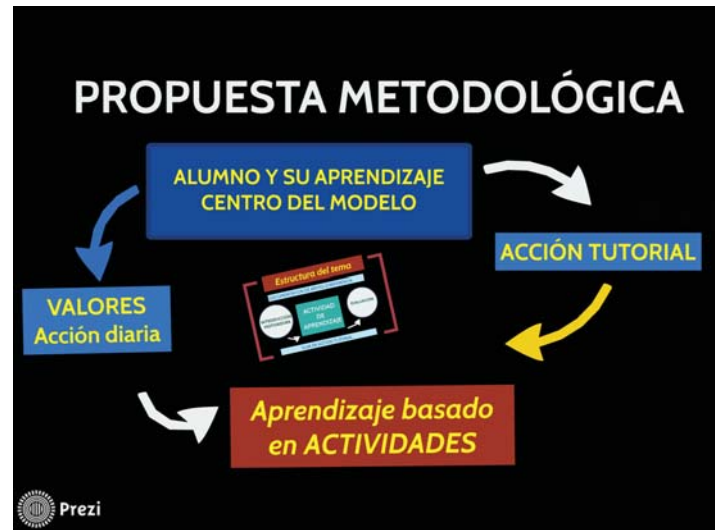 PROPUESTA METODOLÓGICA
ALUMNO Y SU APRENDIZAJE
CENTRO DEL MODELO
ACCIÓN TUTORIAL
VALORES
Acción diaria
Estructura del tema
ACTIVIDAD
DE
APRENDIZAJE
EVALUACIÓN
Aprendizaje basado
en ACTIVIDADES
Prezi